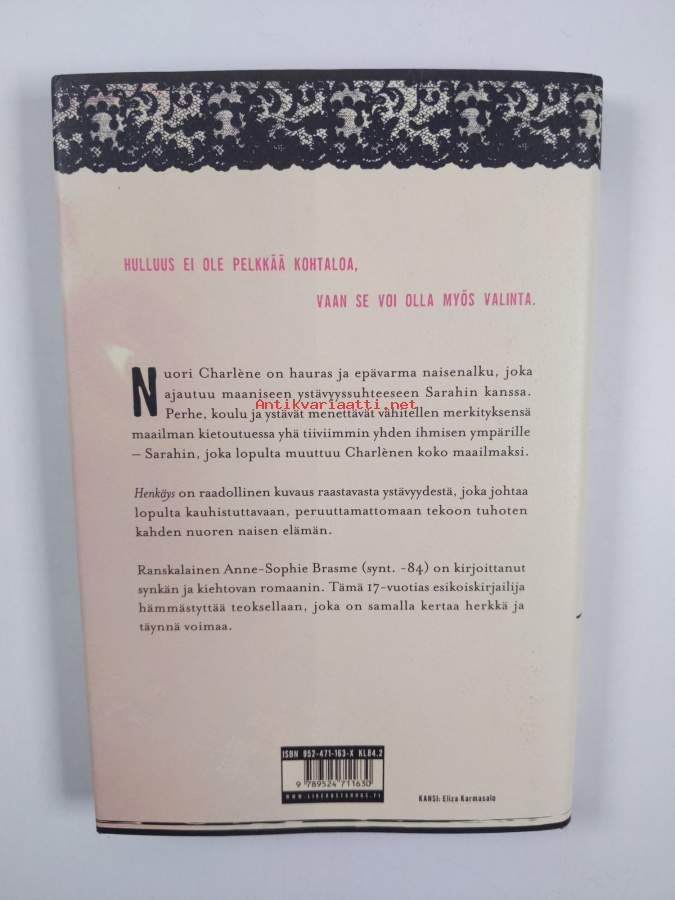 HULLUUS EI OLE PELKKÄÄ KOHTALOA,
VAAN SE VOI OLLA MYÖS VALINTA.
Nuori Charlène on hauras ja epävarma naisenalku, joka
ajautuu maaniseen ystävyyssuhteeseen Sarahin kanssa.
Antikvariaatti.net
Perhe, koulu ja ystävät menettävät vähitellen merkityksensä
maailman kietoutuessa yhä tiiviimmin yhden ihmisen ympärille
– Sarahin, joka lopulta muuttuu Charlènen koko maailmaksi.
Henkäys on raadollinen kuvaus raastavasta ystävyydestä, joka johtaa
lopulta kauhistuttavaan, peruuttamattomaan tekoon tuhoten
kahden nuoren naisen elämän.
Ranskalainen Anne-Sophie Brasme (synt. -84) on kirjoittanut
synkän ja kiehtovan romaanin. Tämä 17-vuotias esikoiskirjailija
hämmästyttää teoksellaan, joka on samalla kertaa herkkä ja
täynnä voimaa.
ISBN 952-471-163-X KL84.2
9 789524 711630
WWW.LIKEKUSTANNUS.FI
KANSI: Eliza Karmasalo